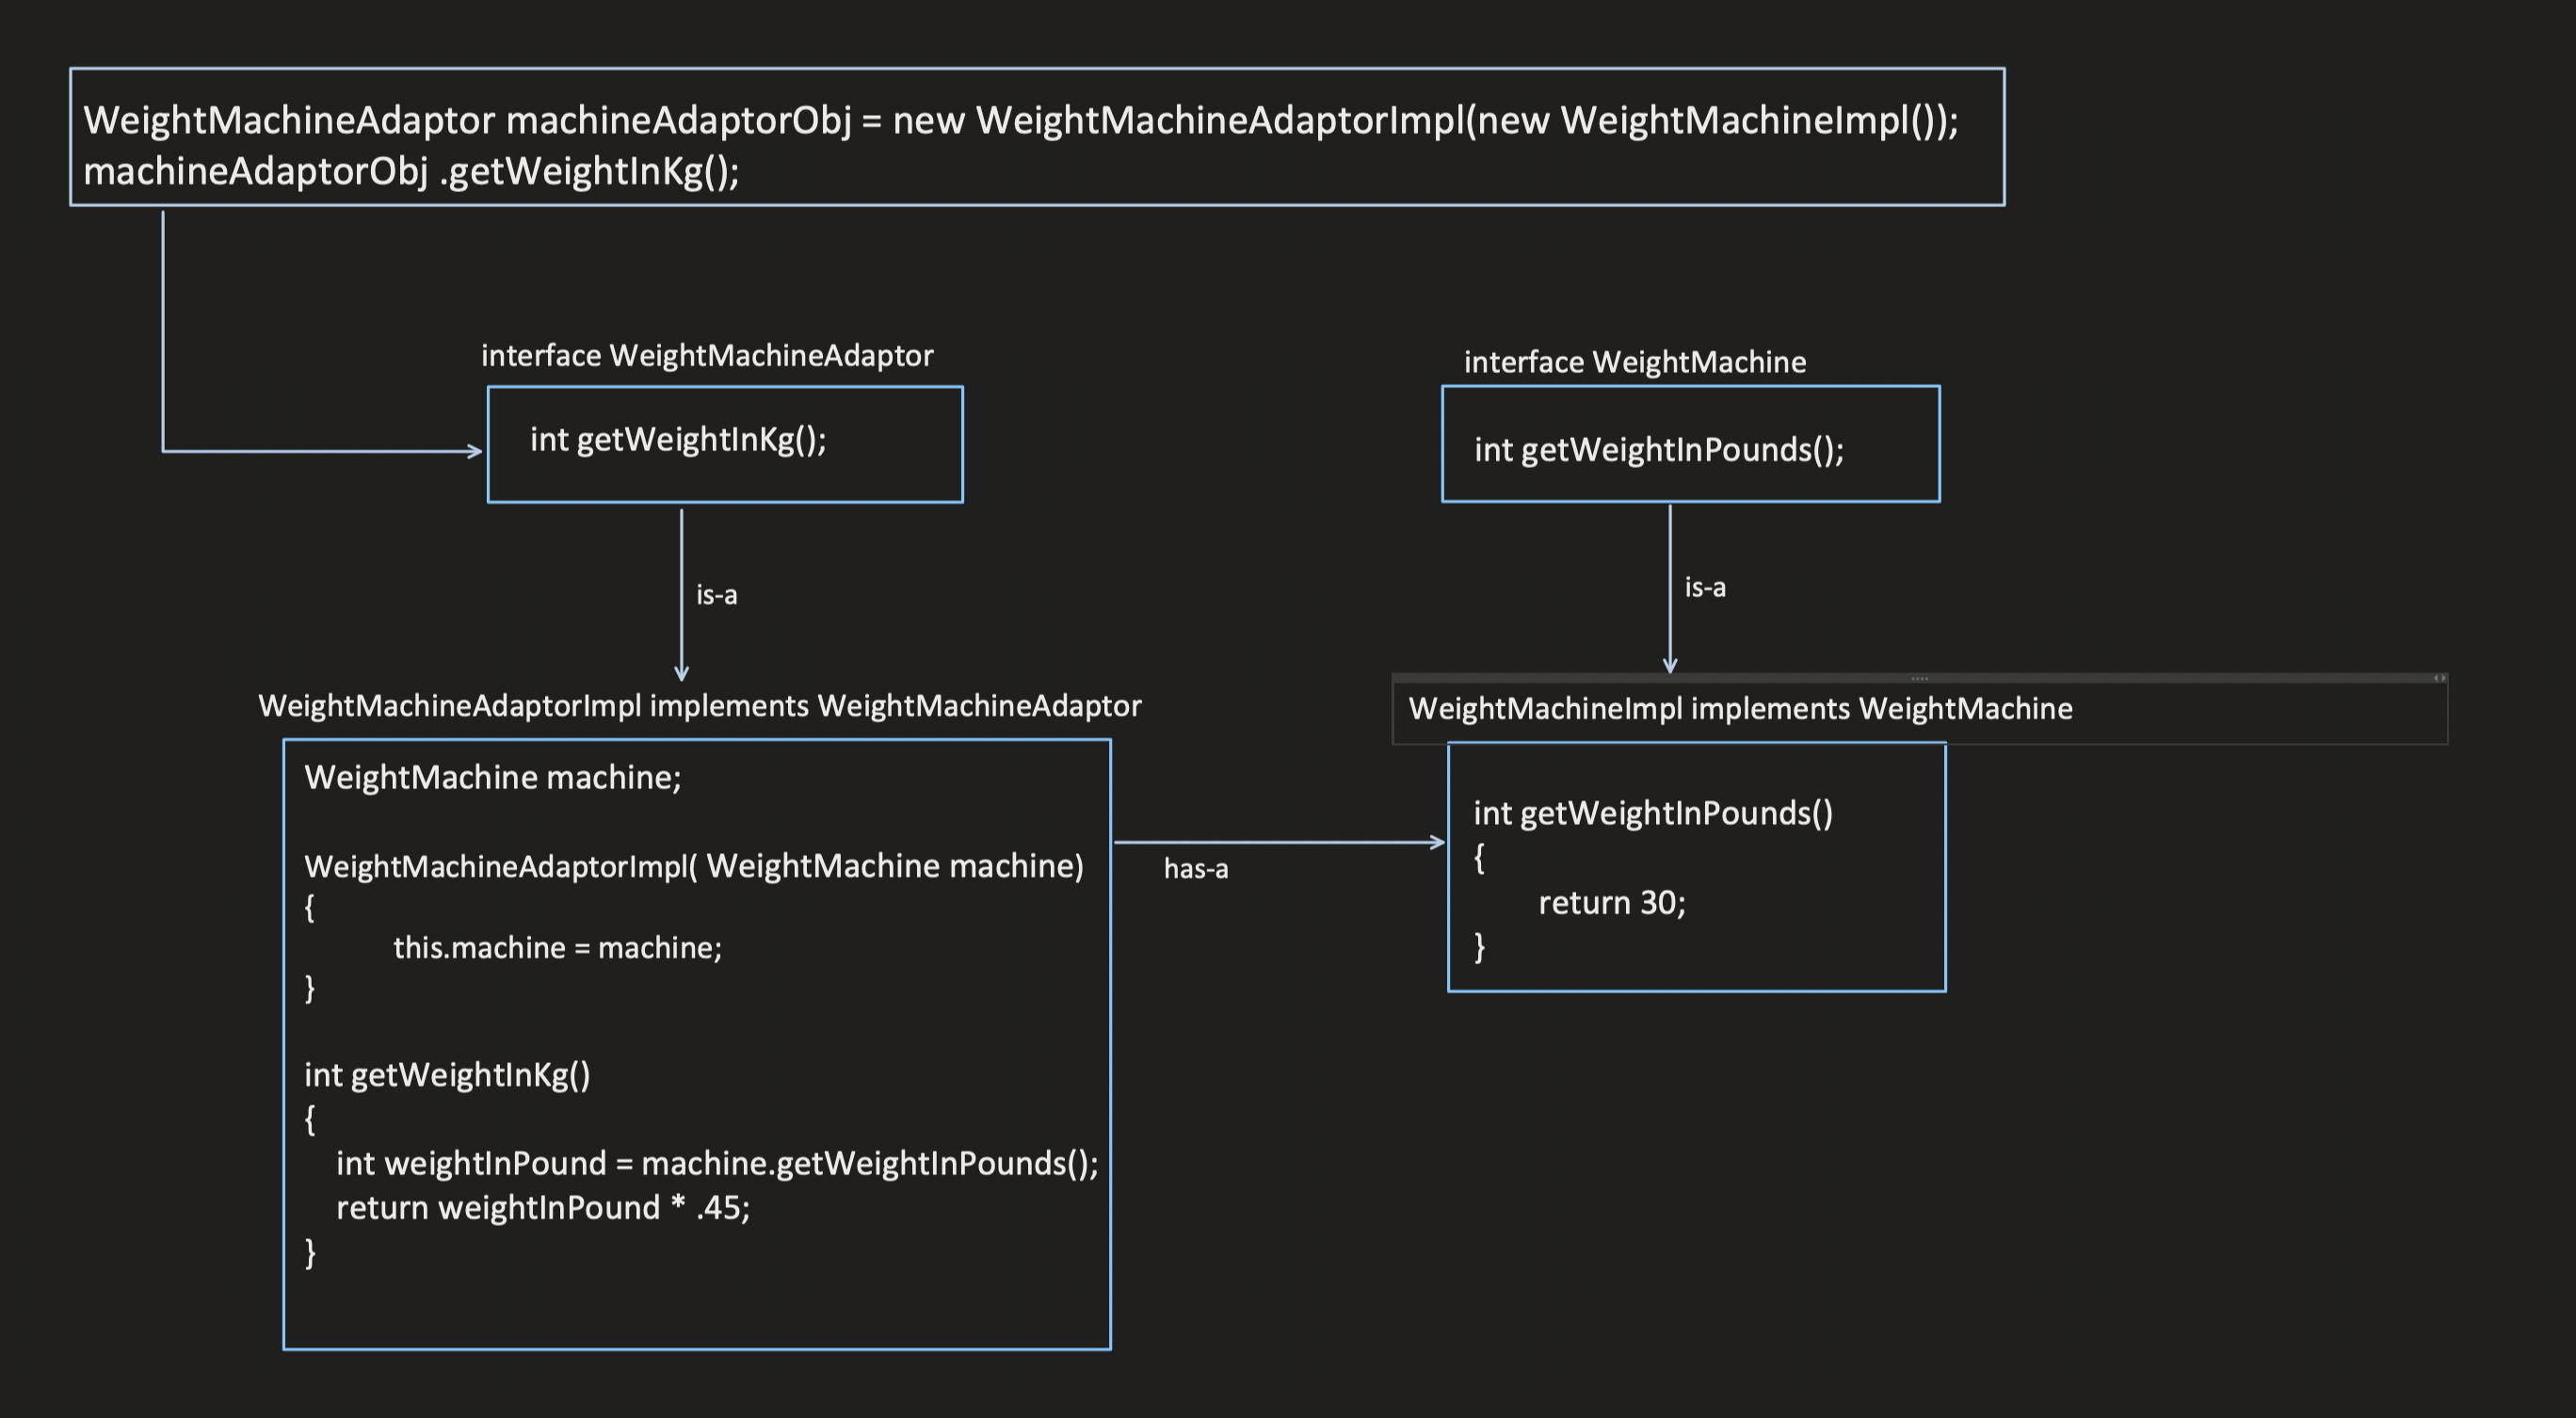 WeightMachineAdaptor machineAdaptorObj = new WeightMachineAdaptorImpl(new WeightMachineImpl());
machineAdaptorObj .getWeightInKg();
interface WeightMachineAdaptor
int getWeightInKg();
interface WeightMachine
int getWeightInPounds();
is-a
is-a
WeightMachineAdaptorImpl implements WeightMachineAdaptor
WeightMachine machine;
WeightMachineAdaptorImpl( WeightMachine machine)
{
this.machine = machine;
}
int getWeightInKg()
{
int weightInPound = machine.getWeightInPounds();
return weightInPound * .45;
}
has-a
WeightMachineImpl implements WeightMachine
int getWeightInPounds()
{
return 30;
}